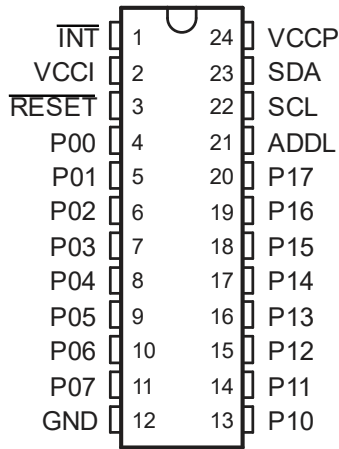 I̅N̅T̅ 1 24 VCCP
VCCI 2 23 SDA
R̅E̅S̅E̅T̅ 3 22 SCL
P00 4 21 ADDL
P01 5 20 P17
P02 6 19 P16
P03 7 18 P15
P04 8 17 P14
P05 9 16 P13
P06 10 15 P12
P07 11 14 P11
GND 12 13 P10